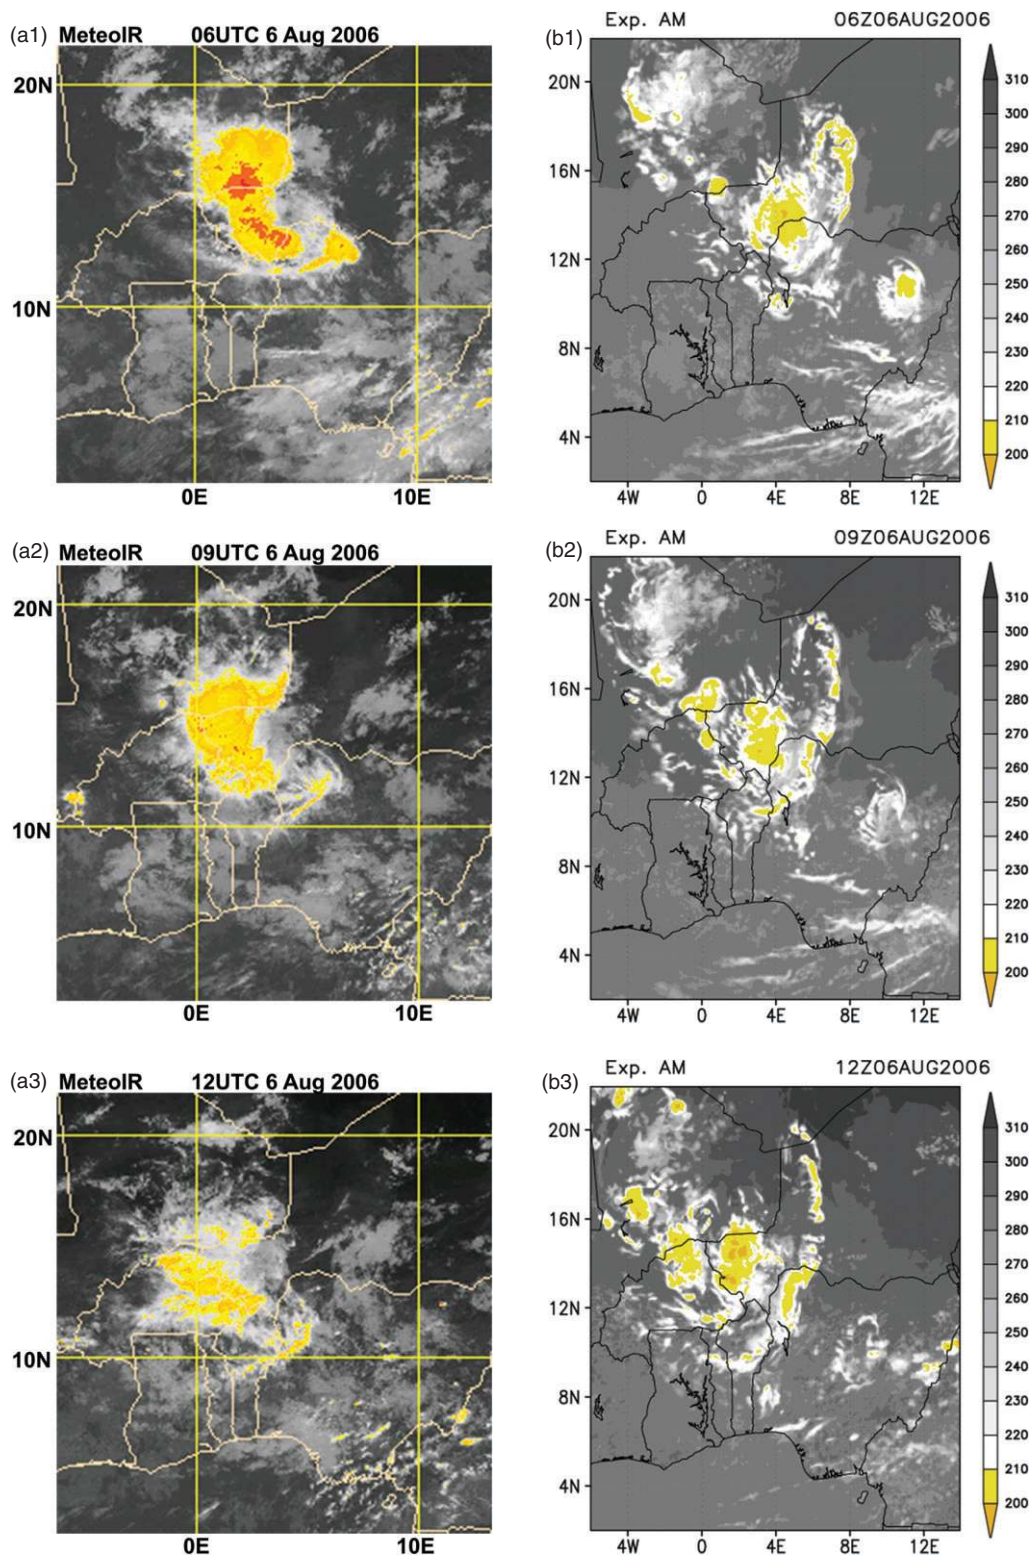 (a1) MeteoIR 06UTC 6 Aug 2006
20N
10N
0E 10E
(b1) Exp. AM 06Z06AUG2006
20N
16N
12N
8N
4N
4W 0 4E 8E 12E
310
300
290
280
270
260
250
240
230
220
210
200
(a2) MeteoIR 09UTC 6 Aug 2006
20N
10N
0E 10E
(b2) Exp. AM 09Z06AUG2006
20N
16N
12N
8N
4N
4W 0 4E 8E 12E
310
300
290
280
270
260
250
240
230
220
210
200
(a3) MeteoIR 12UTC 6 Aug 2006
20N
10N
0E 10E
(b3) Exp. AM 12Z06AUG2006
20N
16N
12N
8N
4N
4W 0 4E 8E 12E
310
300
290
280
270
260
250
240
230
220
210
200